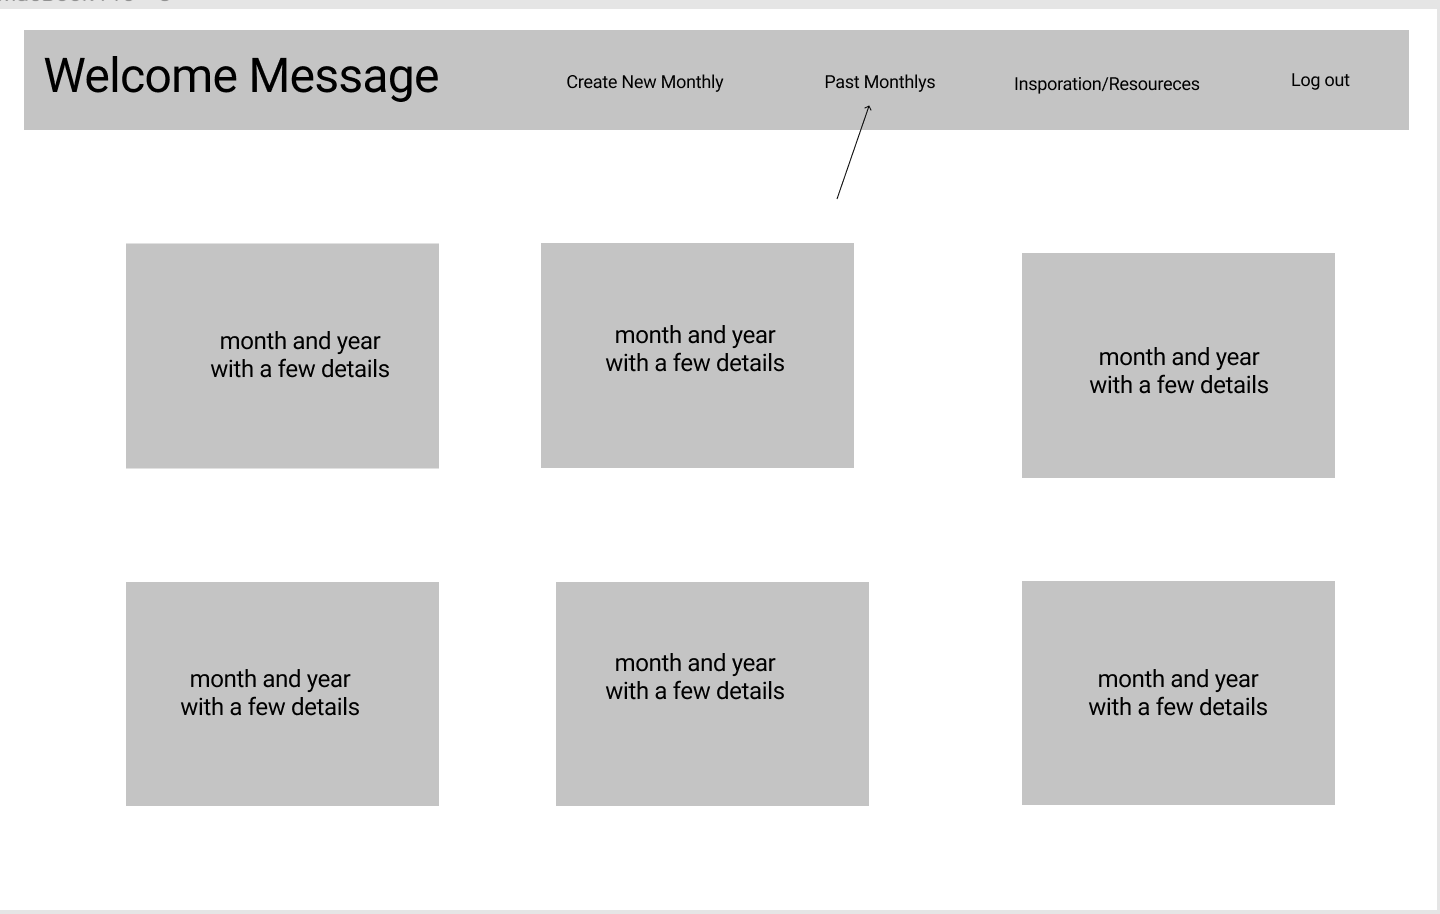 Welcome Message
Create New Monthly
Past Monthlys
Insporation/Resoureces
Log out
month and year
with a few details
month and year
with a few details
month and year
with a few details
month and year
with a few details
month and year
with a few details
month and year
with a few details